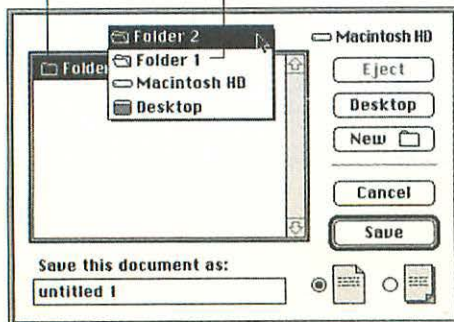 Folder 2
Macintosh HD
Folder
Folder 1
Eject
Macintosh HD
Desktop
Desktop
New
Cancel
Save
Save this document as:
untitled 1